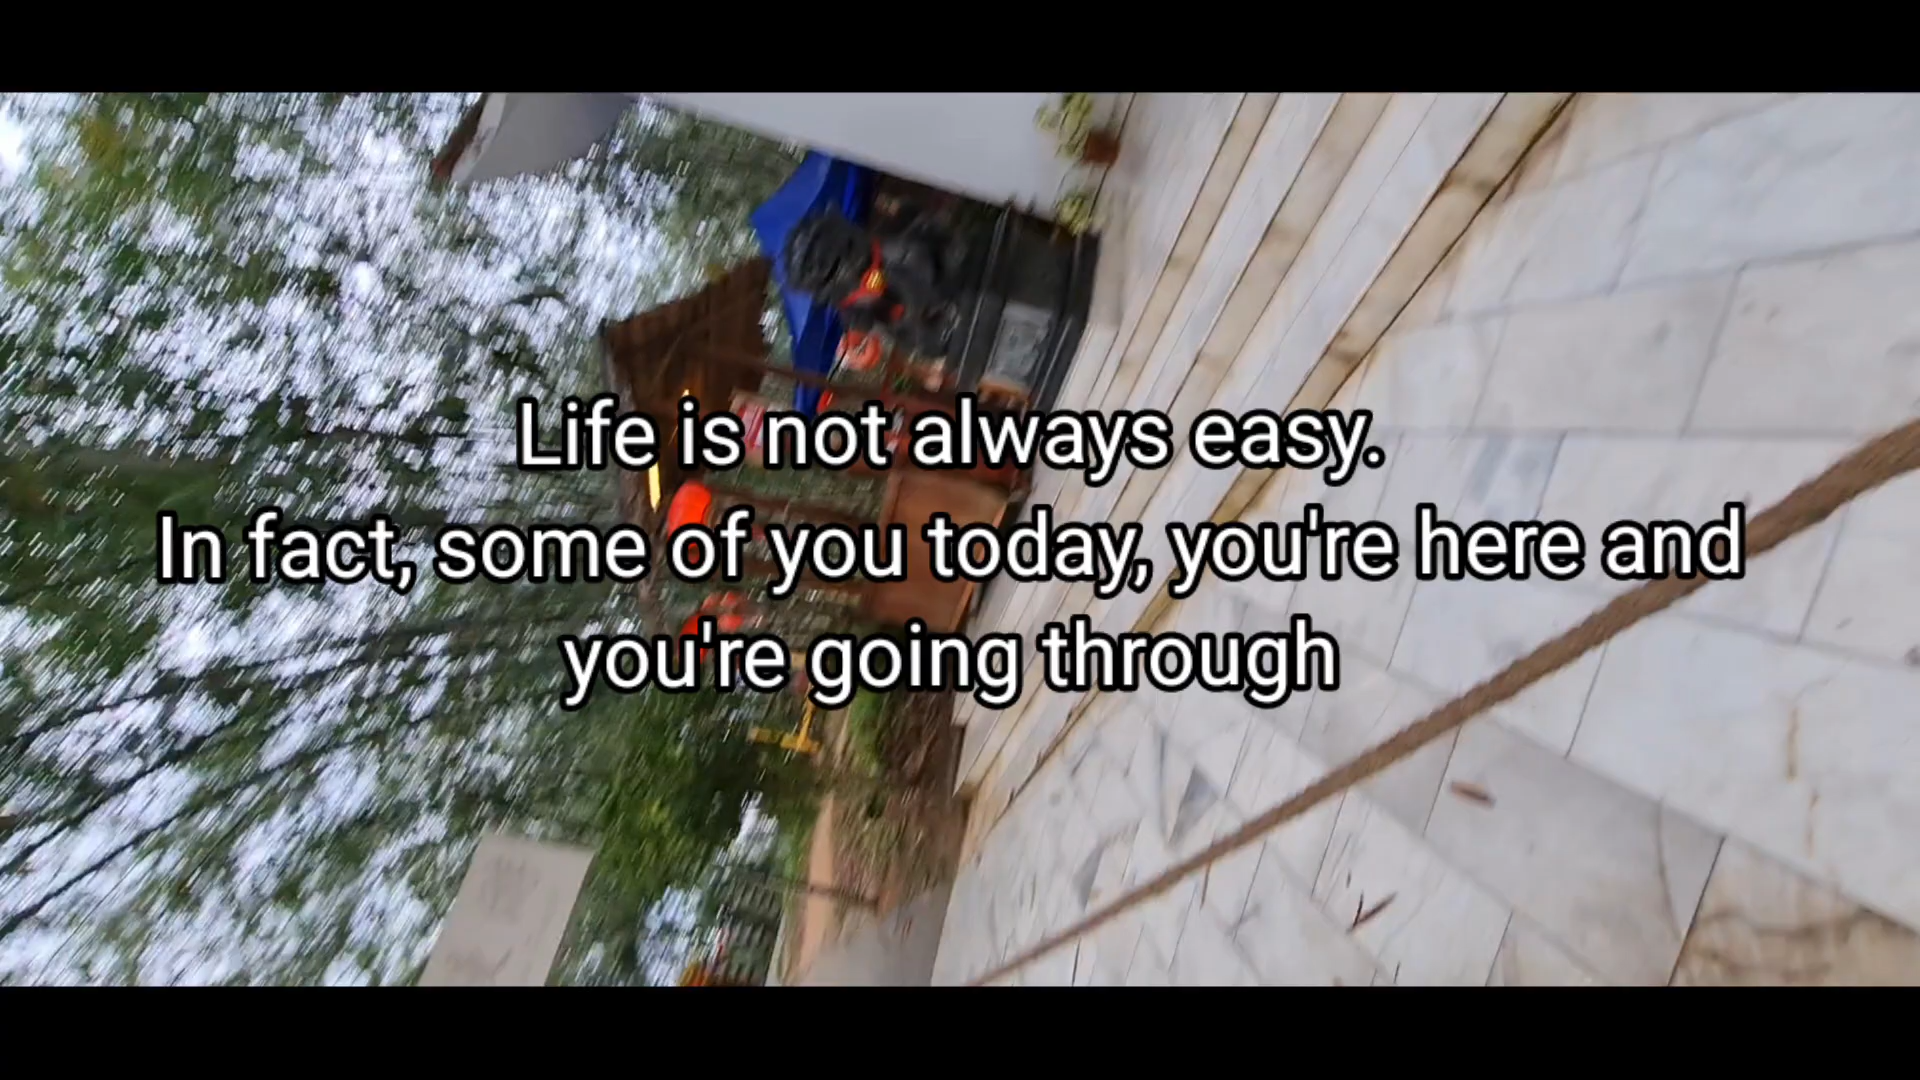 Life is not always easy.
In fact, some of you today, you're here and
you're going through